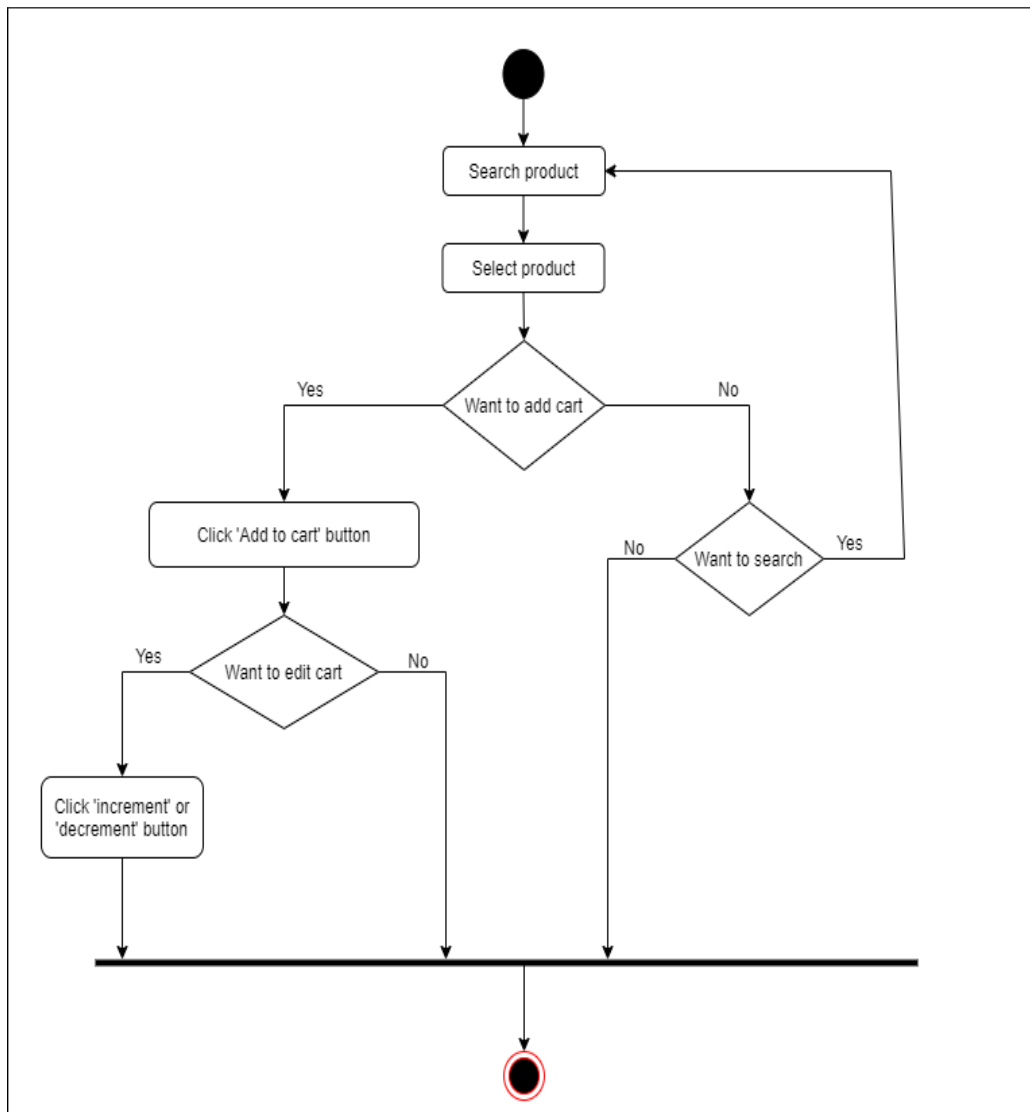 Search product
Select product
Yes
No
Want to add cart
Click 'Add to cart' button
No
Want to search
Yes
Yes
Want to edit cart
No
Click 'increment' or
'decrement' button